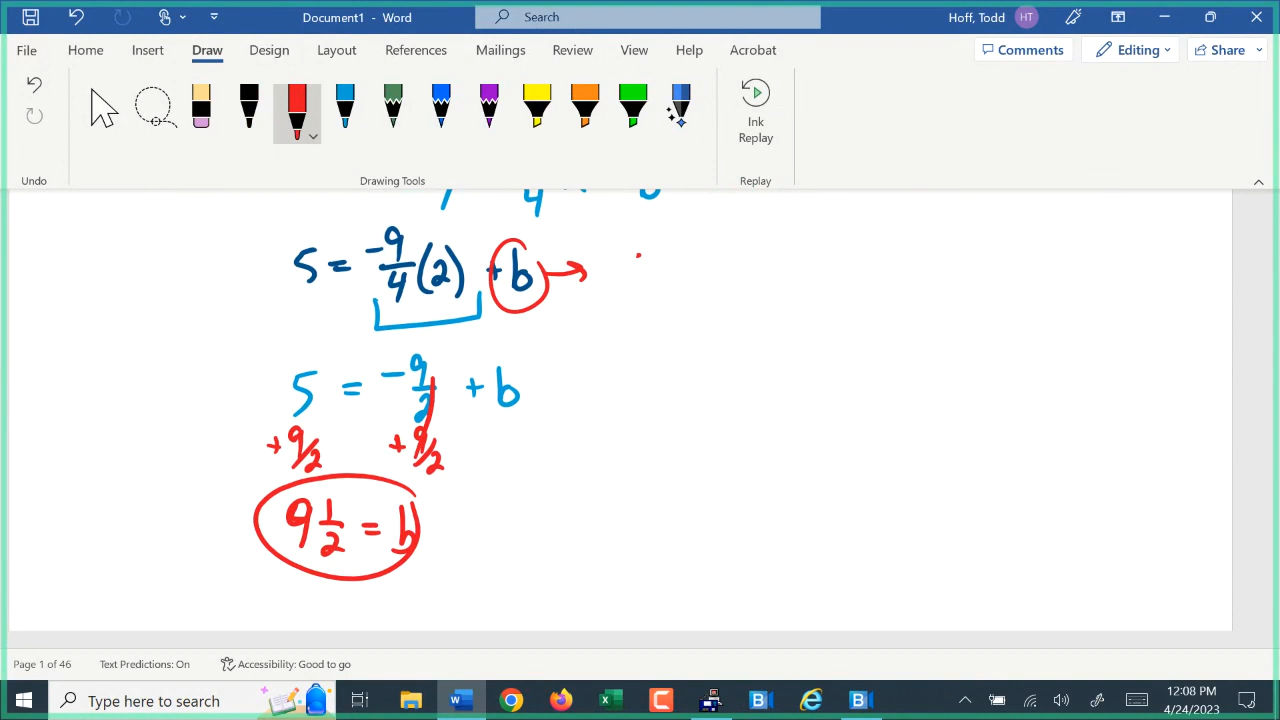 Document1 • Word
Search
Hoff, Todd HT
File Home Insert Draw Design Layout References Mailings Review View Help Acrobat
Comments Editing Share
Ink Replay
Undo Drawing Tools Replay
5 = -9/4 (2) + b →
5 = -9/2 + b
+9/2 +9/2
9 1/2 = b
Page 1 of 46 Text Predictions: On Accessibility: Good to go
Type here to search
12:08 PM
4/24/2023